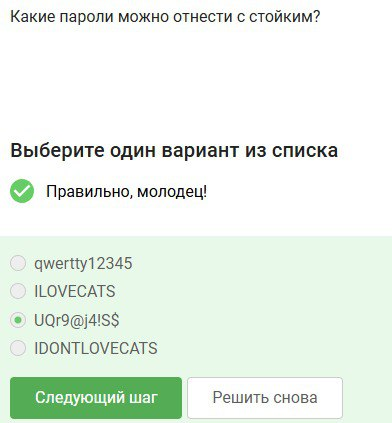 Какие пароли можно отнести с стойким?
Выберите один вариант из списка
Правильно, молодец!
qwertty12345
ILOVECATS
UQr9@j4!S$
IDONTLOVECATS
Следующий шаг
Решить снова